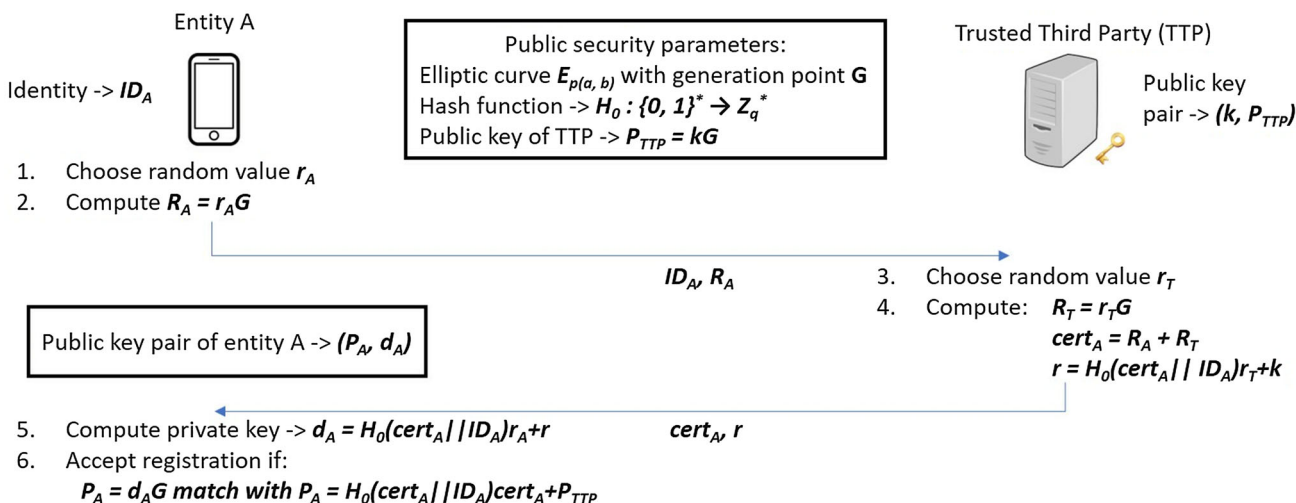 Entity A
Identity -> ID_A
Public security parameters:
Elliptic curve E_p(a, b) with generation point G
Hash function -> H_0 : {0, 1}^* → Z_q^*
Public key of TTP -> P_TTP = kG
Trusted Third Party (TTP)
Public key
pair -> (k, P_TTP)
1. Choose random value r_A
2. Compute R_A = r_AG
ID_A, R_A
3. Choose random value r_T
4. Compute: R_T = r_TG
cert_A = R_A + R_T
r = H_0(cert_A|| ID_A)r_T+k
Public key pair of entity A -> (P_A, d_A)
cert_A, r
5. Compute private key -> d_A = H_0(cert_A||ID_A)r_A+r
6. Accept registration if:
P_A = d_AG match with P_A = H_0(cert_A||ID_A)cert_A+P_TTP